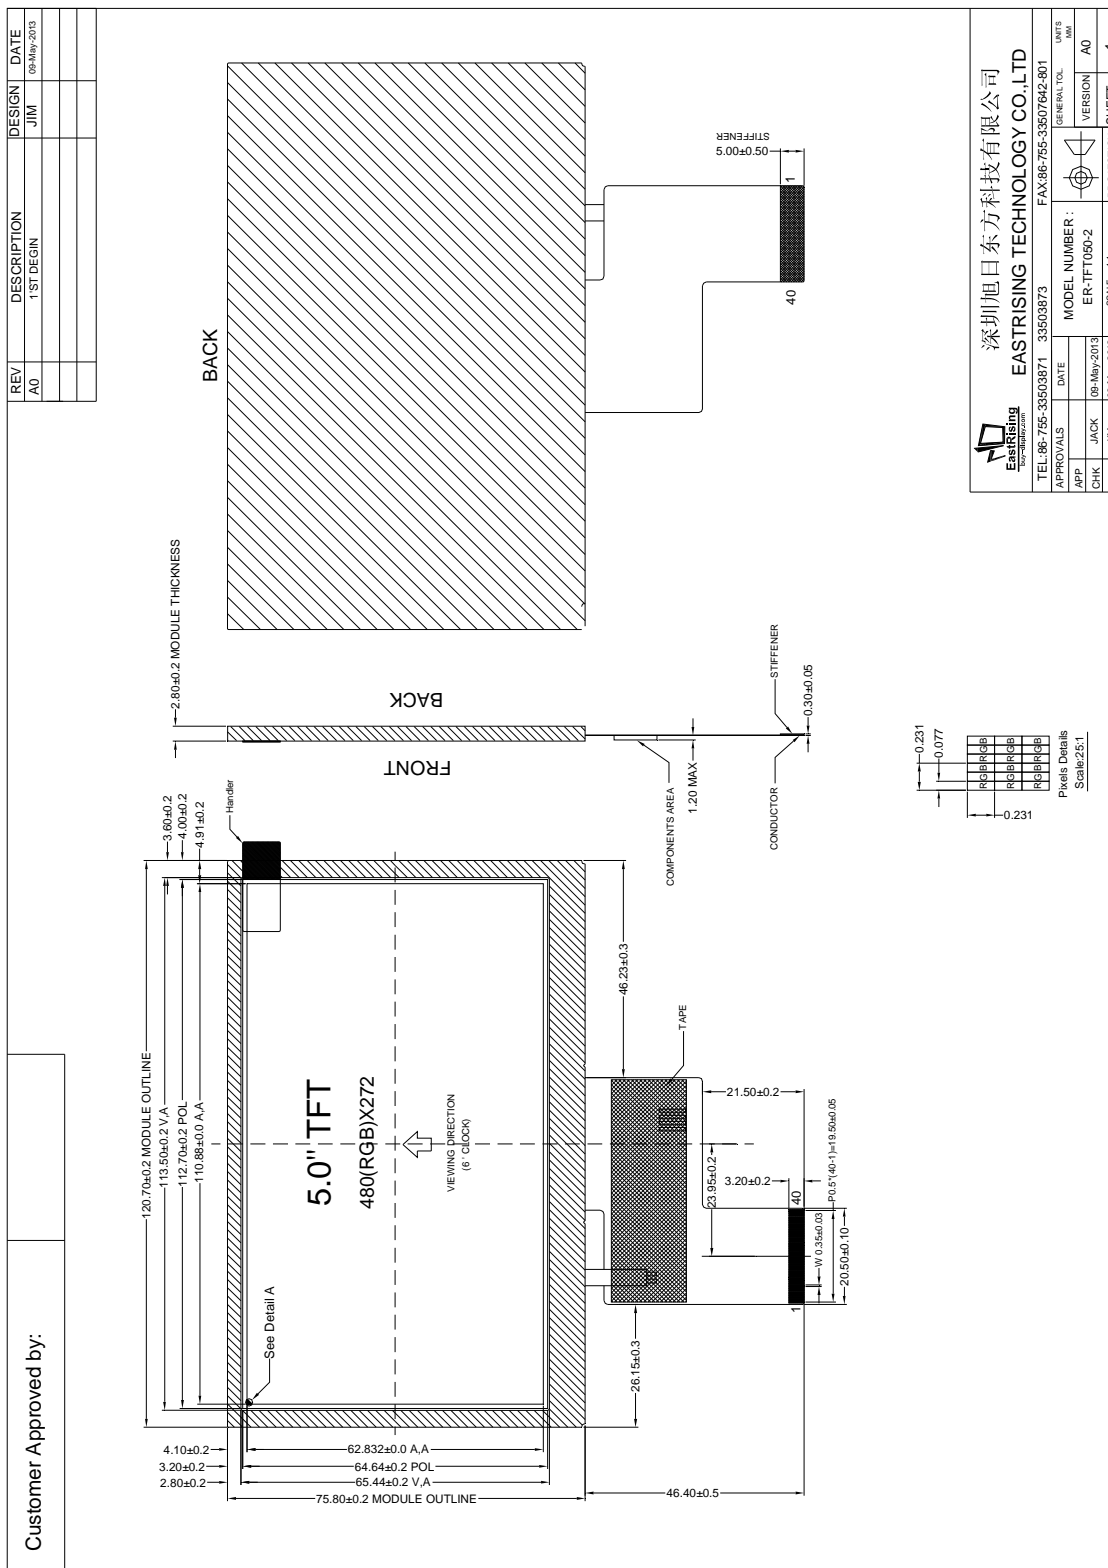 REV DESCRIPTION DESIGN DATE
A0 1'ST DEGIN JIM 09-May-2013
Customer Approved by:
120.70±0.2 MODULE OUTLINE
113.50±0.2 V,A
112.70±0.2 POL
110.88±0.0 A,A
3.60±0.2
4.00±0.2
4.91±0.2
Handler
See Detail A
5.0" TFT
480(RGB)X272
VIEWING DIRECTION
(6 ' CLOCK)
4.10±0.2
3.20±0.2
2.80±0.2
62.832±0.0 A,A
64.64±0.2 POL
65.44±0.2 V,A
75.80±0.2 MODULE OUTLINE
46.40±0.5
46.23±0.3
26.15±0.3
TAPE
21.50±0.2
23.95±0.2
3.20±0.2
1
40
W 0.35±0.03
P0.5*(40-1)=19.50±0.05
20.50±0.10
2.80±0.2 MODULE THICKNESS
FRONT
BACK
COMPONENTS AREA
1.20 MAX
CONDUCTOR
STIFFENER
0.30±0.05
BACK
STIFFENER
5.00±0.50
40
1
0.231
0.077
0.231
RGB RGB
RGB RGB
RGB RGB
Pixels Details
Scale:25:1
深圳旭日东方科技有限公司
EastRising
buy-display.com
EASTRISING TECHNOLOGY CO.,LTD
TEL:86-755-33503871 33503873 FAX:86-755-33507642-801
APPROVALS DATE
APP
CHK JACK 09-May-2013
MODEL NUMBER :
ER-TFT050-2
GENERAL TOL. UNITS
MM
VERSION A0